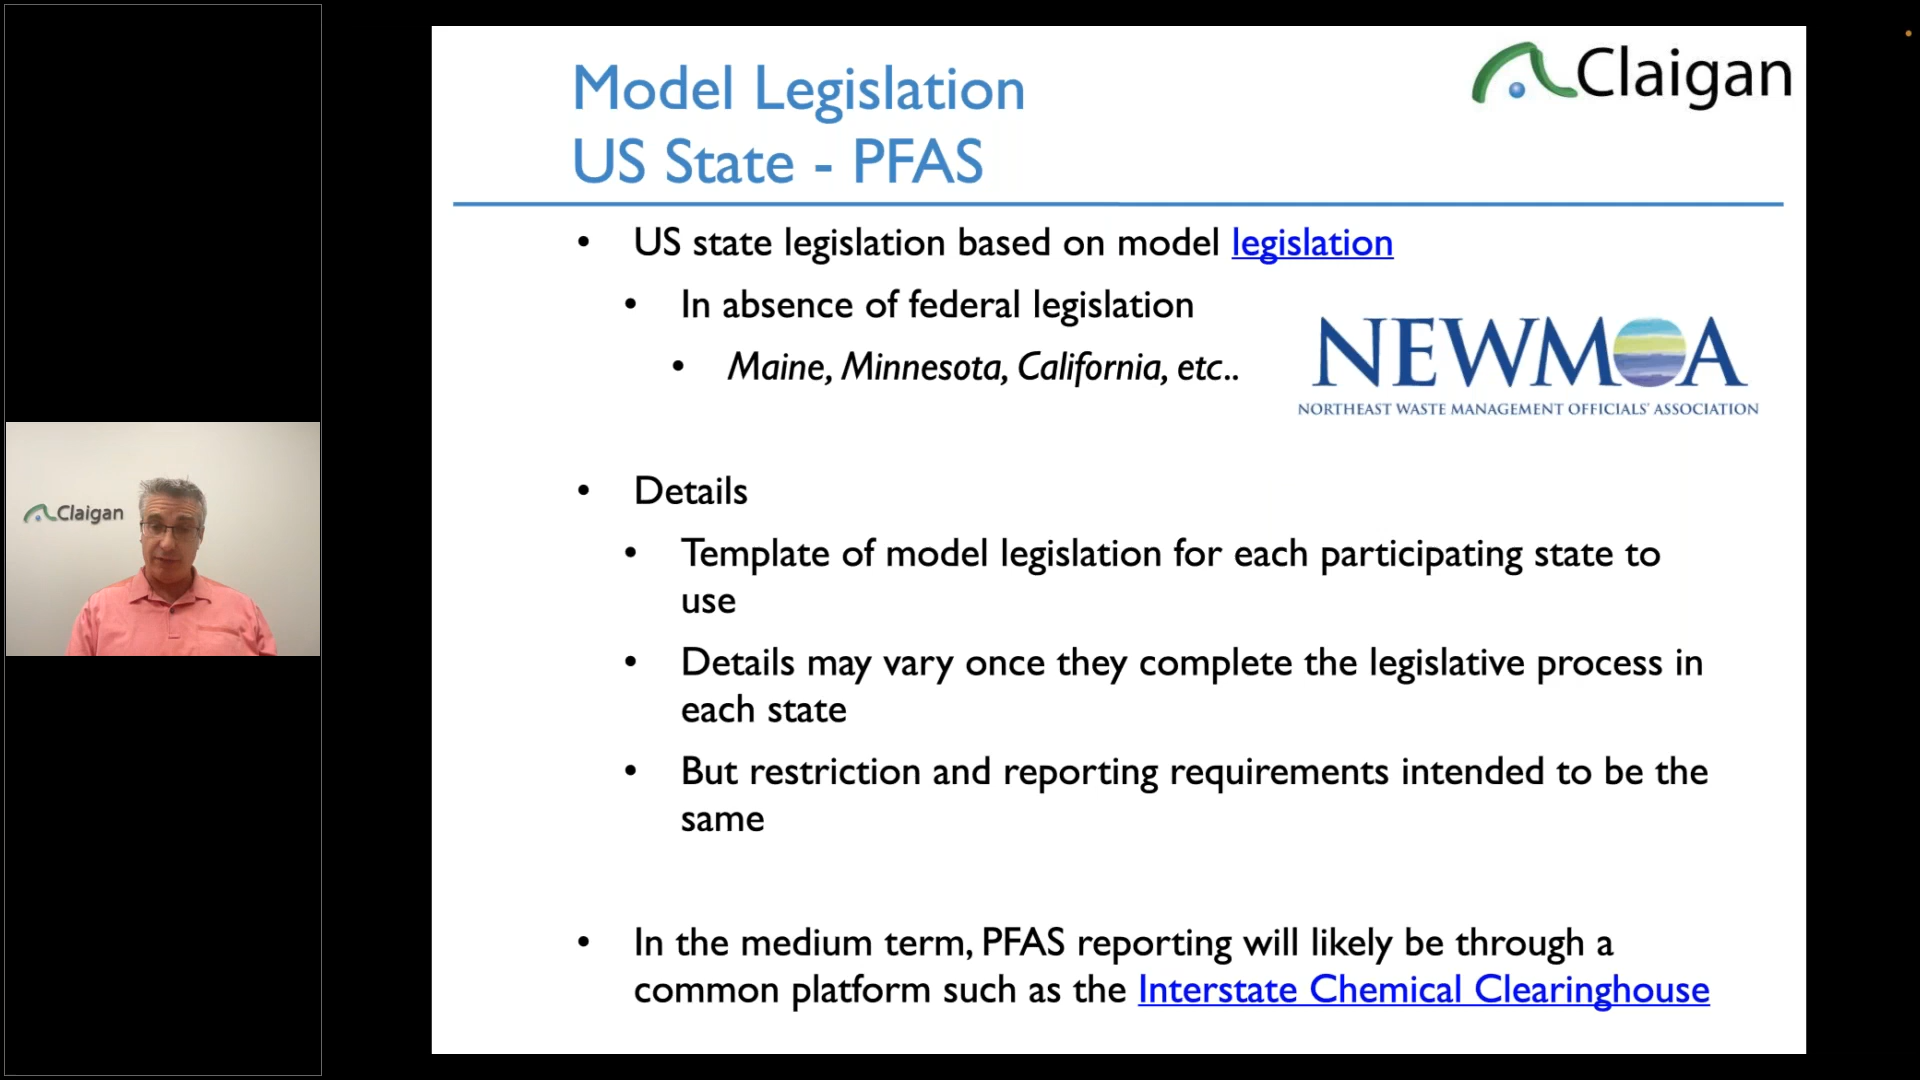 Claigan
Model Legislation
US State - PFAS
Claigan
• US state legislation based on model legislation
• In absence of federal legislation
• Maine, Minnesota, California, etc..
NEWMOA
NORTHEAST WASTE MANAGEMENT OFFICIALS' ASSOCIATION
• Details
• Template of model legislation for each participating state to
use
• Details may vary once they complete the legislative process in
each state
• But restriction and reporting requirements intended to be the
same
• In the medium term, PFAS reporting will likely be through a
common platform such as the Interstate Chemical Clearinghouse